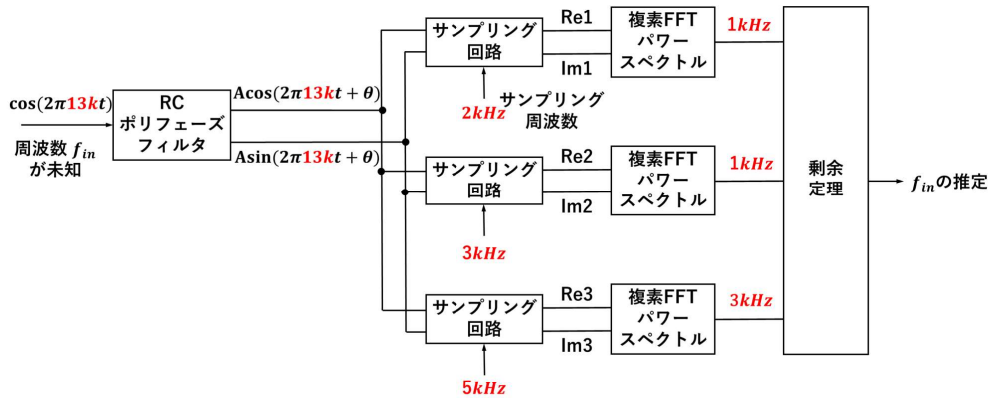 cos(2π13kt)
周波数 f_in
が未知
RC
ポリフェーズ
フィルタ
Acos(2π13kt + θ)
Asin(2π13kt + θ)
サンプリング
回路
2kHz
サンプリング
周波数
Re1
Im1
複素FFT
パワー
スペクトル
1kHz
サンプリング
回路
3kHz
Re2
Im2
複素FFT
パワー
スペクトル
1kHz
サンプリング
回路
5kHz
Re3
Im3
複素FFT
パワー
スペクトル
3kHz
剰余
定理
f_inの推定